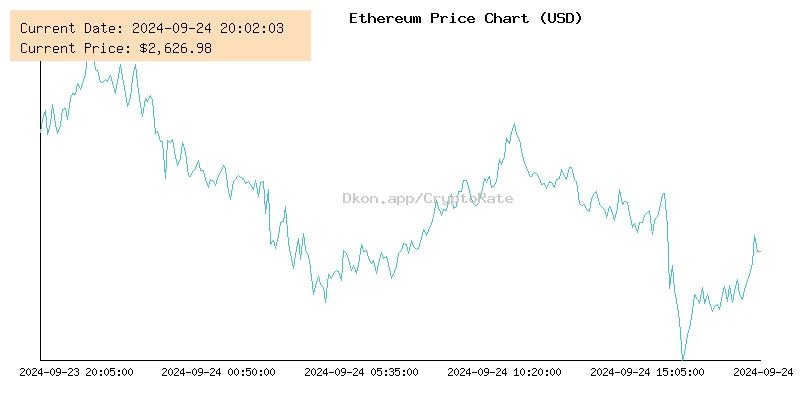 Ethereum Price Chart (USD)
Current Date: 2024-09-24 20:02:03
Current Price: $2,626.98
Dkon.app/CryptoRate
2024-09-23 20:05:00 2024-09-24 00:50:00 2024-09-24 05:35:00 2024-09-24 10:20:00 2024-09-24 15:05:00 2024-09-24